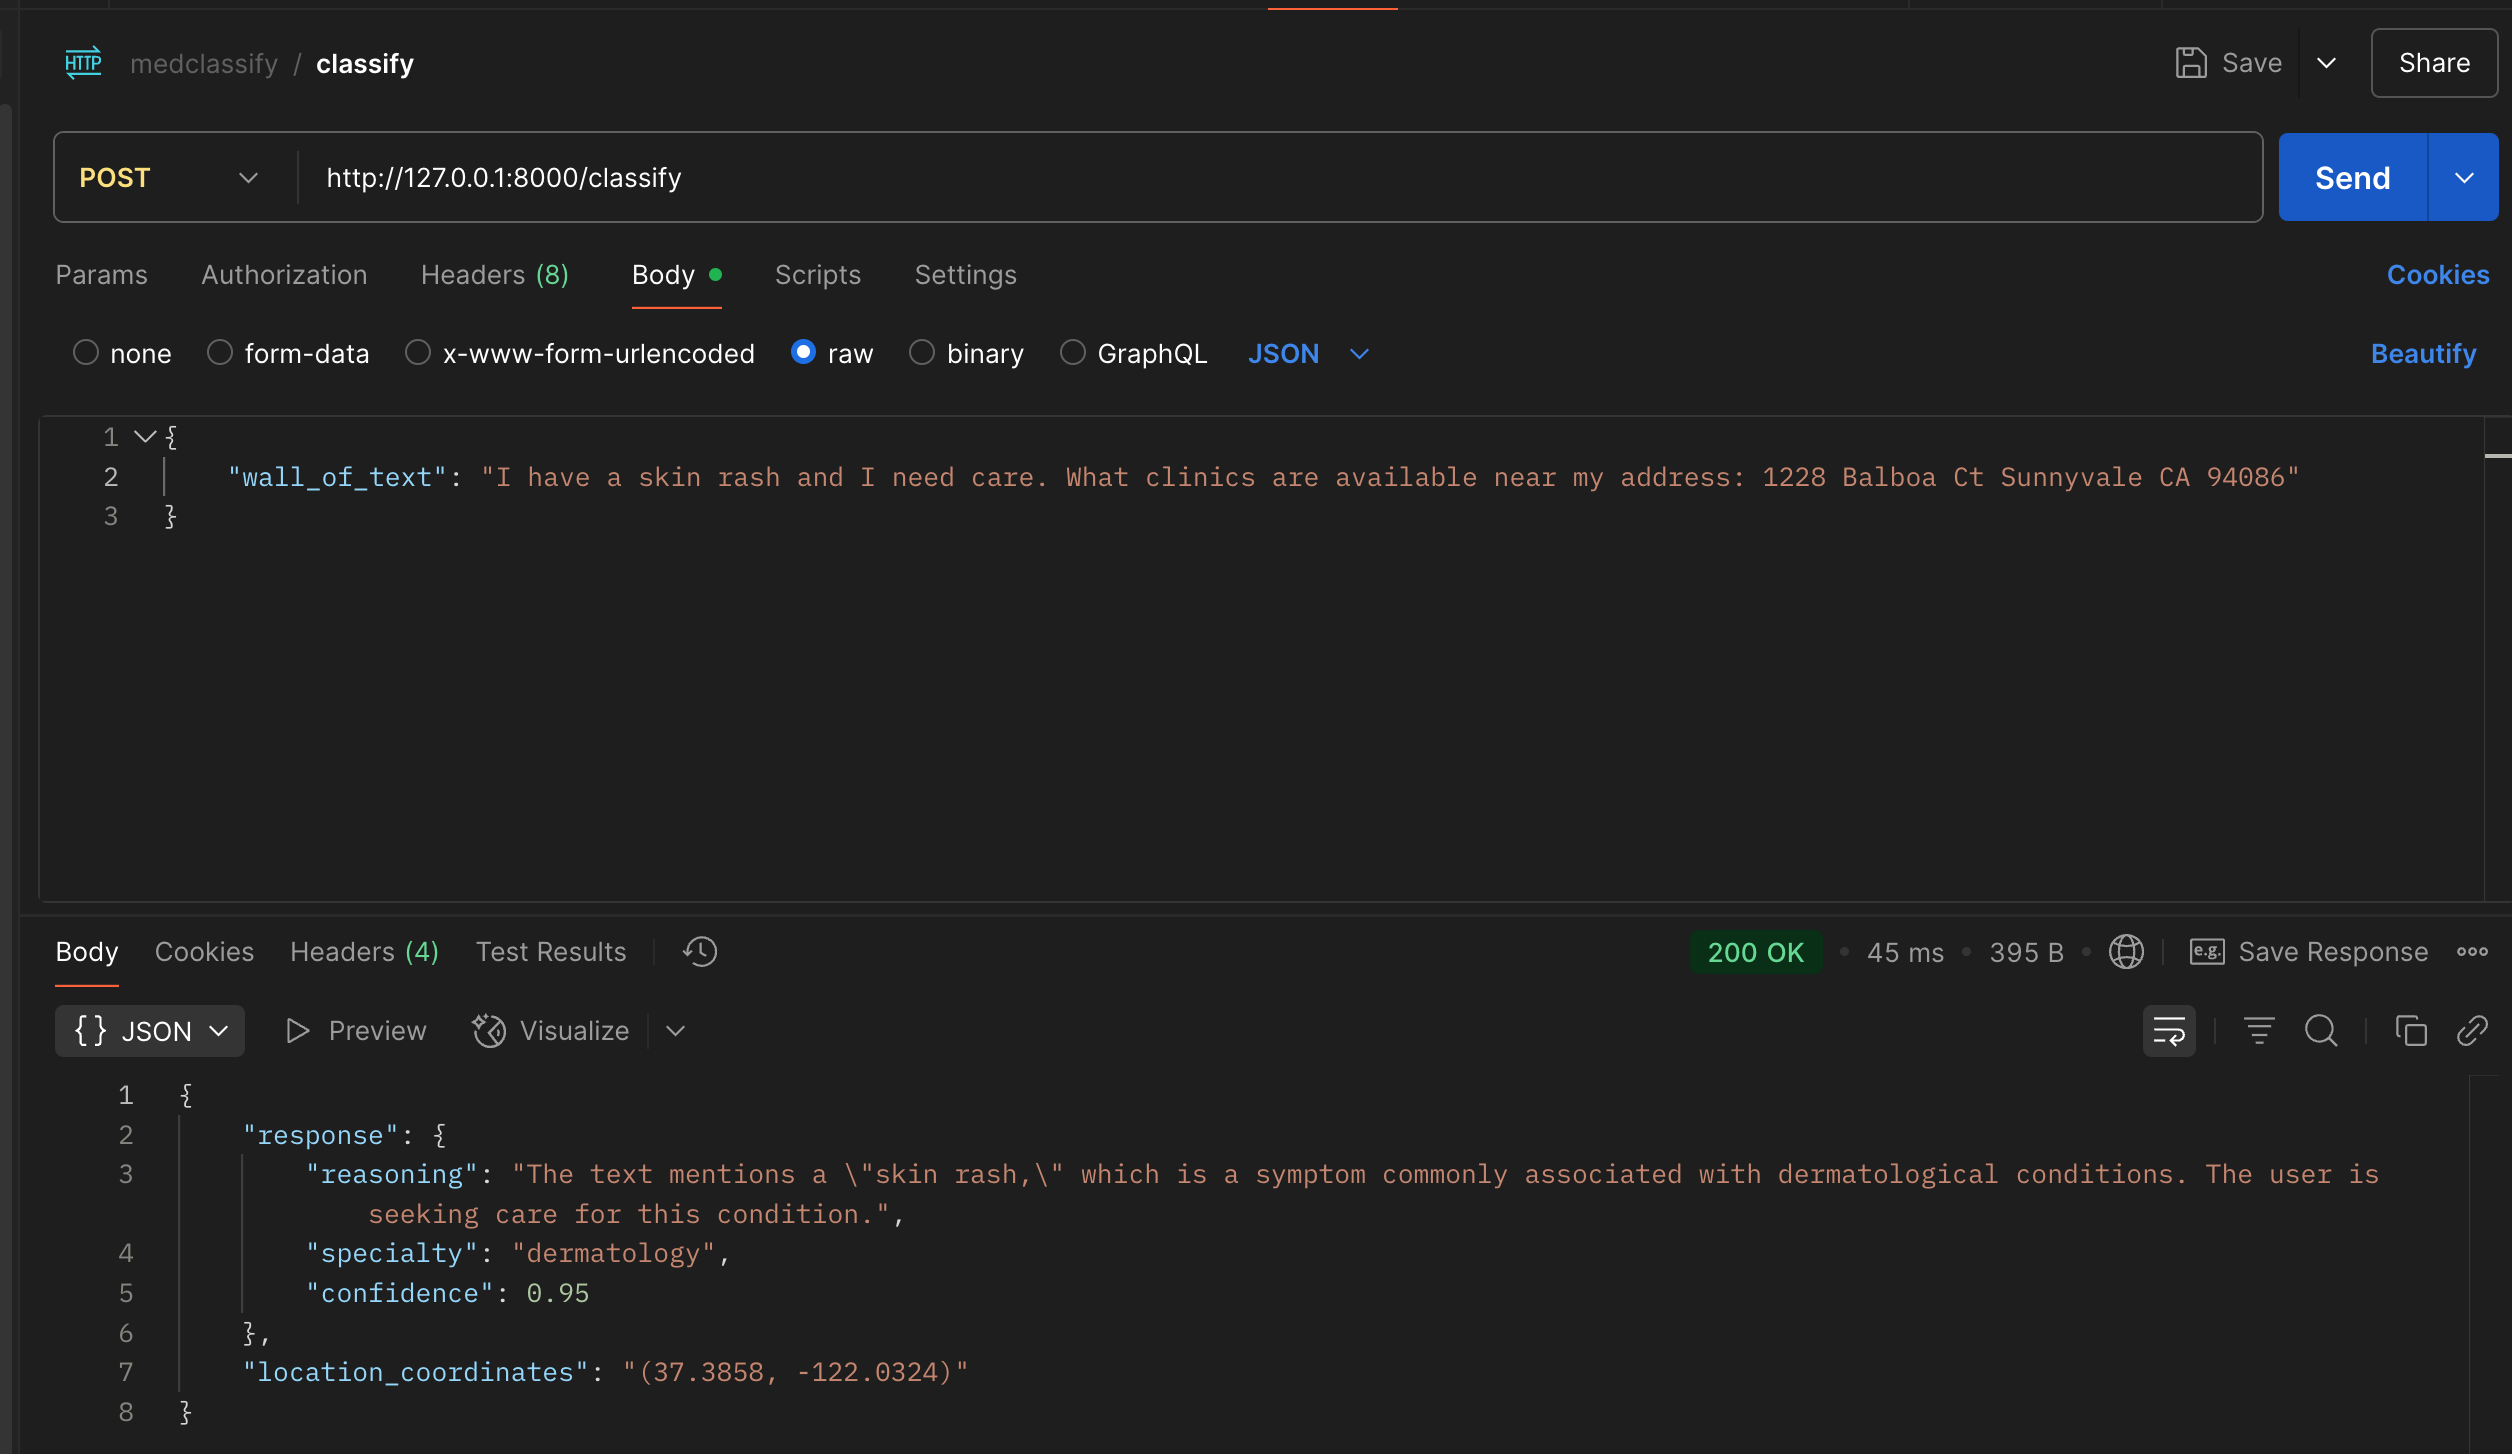 HTTP medclassify / classify Save Share
POST http://127.0.0.1:8000/classify Send
Params Authorization Headers (8) Body Scripts Settings Cookies
none form-data x-www-form-urlencoded raw binary GraphQL JSON Beautify
1 {
2 "wall_of_text": "I have a skin rash and I need care. What clinics are available near my address: 1228 Balboa Ct Sunnyvale CA 94086"
3 }
Body Cookies Headers (4) Test Results 200 OK • 45 ms • 395 B • e.g. Save Response
{} JSON Preview Visualize
1 {
2 "response": {
3 "reasoning": "The text mentions a \"skin rash,\" which is a symptom commonly associated with dermatological conditions. The user is
seeking care for this condition.",
4 "specialty": "dermatology",
5 "confidence": 0.95
6 },
7 "location_coordinates": "(37.3858, -122.0324)"
8 }